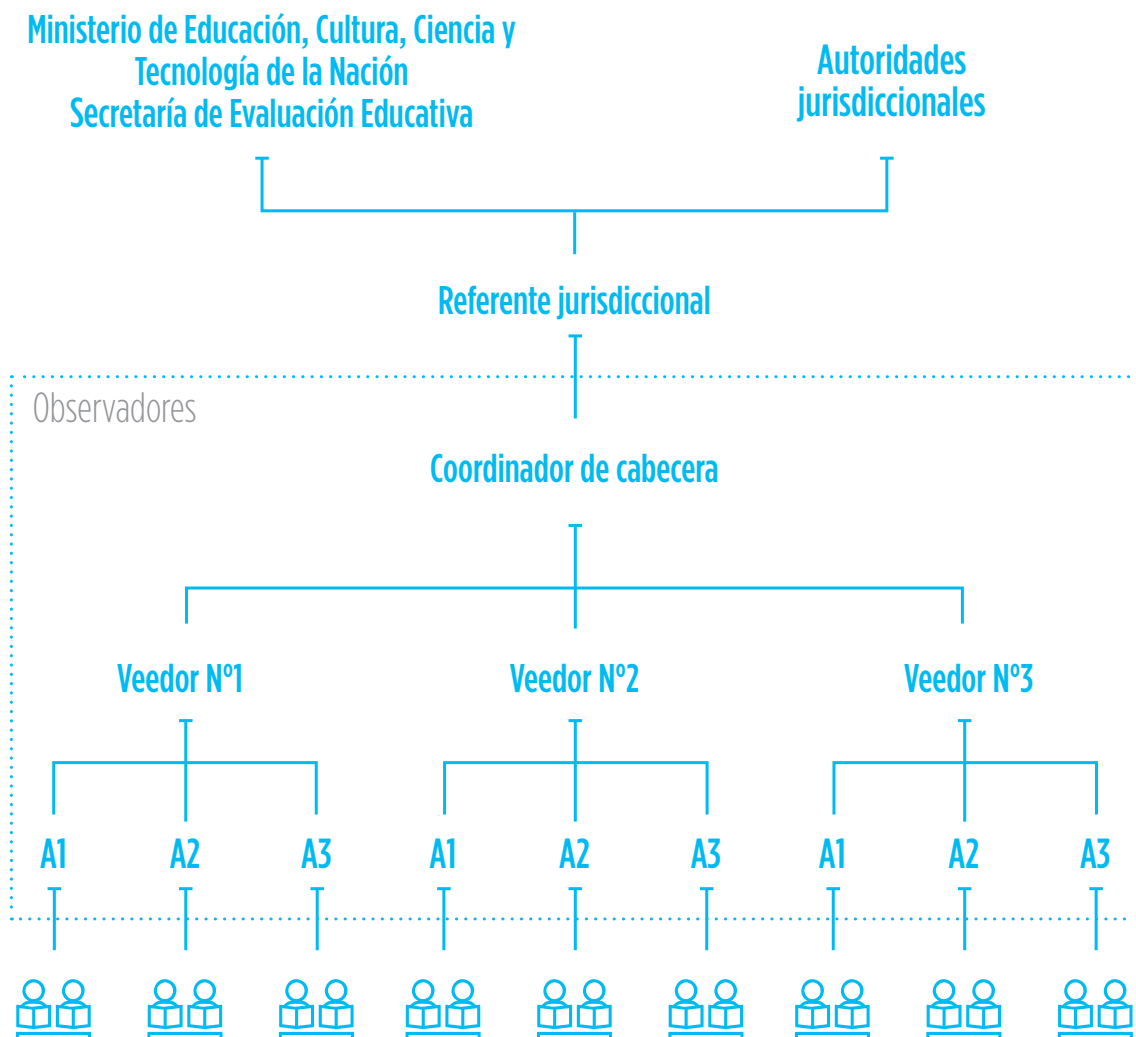 Ministerio de Educación, Cultura, Ciencia y
Tecnología de la Nación
Secretaría de Evaluación Educativa
Autoridades
jurisdiccionales
Referente jurisdiccional
Observadores
Coordinador de cabecera
Veedor Nº1
Veedor Nº2
Veedor Nº3
A1
A2
A3
A1
A2
A3
A1
A2
A3